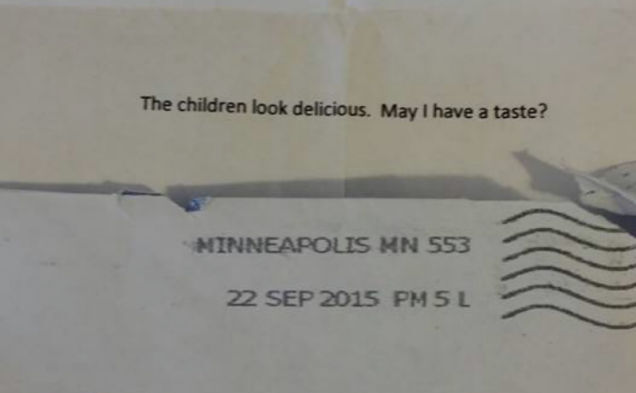 The children look delicious. May I have a taste?
MINNEAPOLIS MN 553
22 SEP 2015 PM 5 L